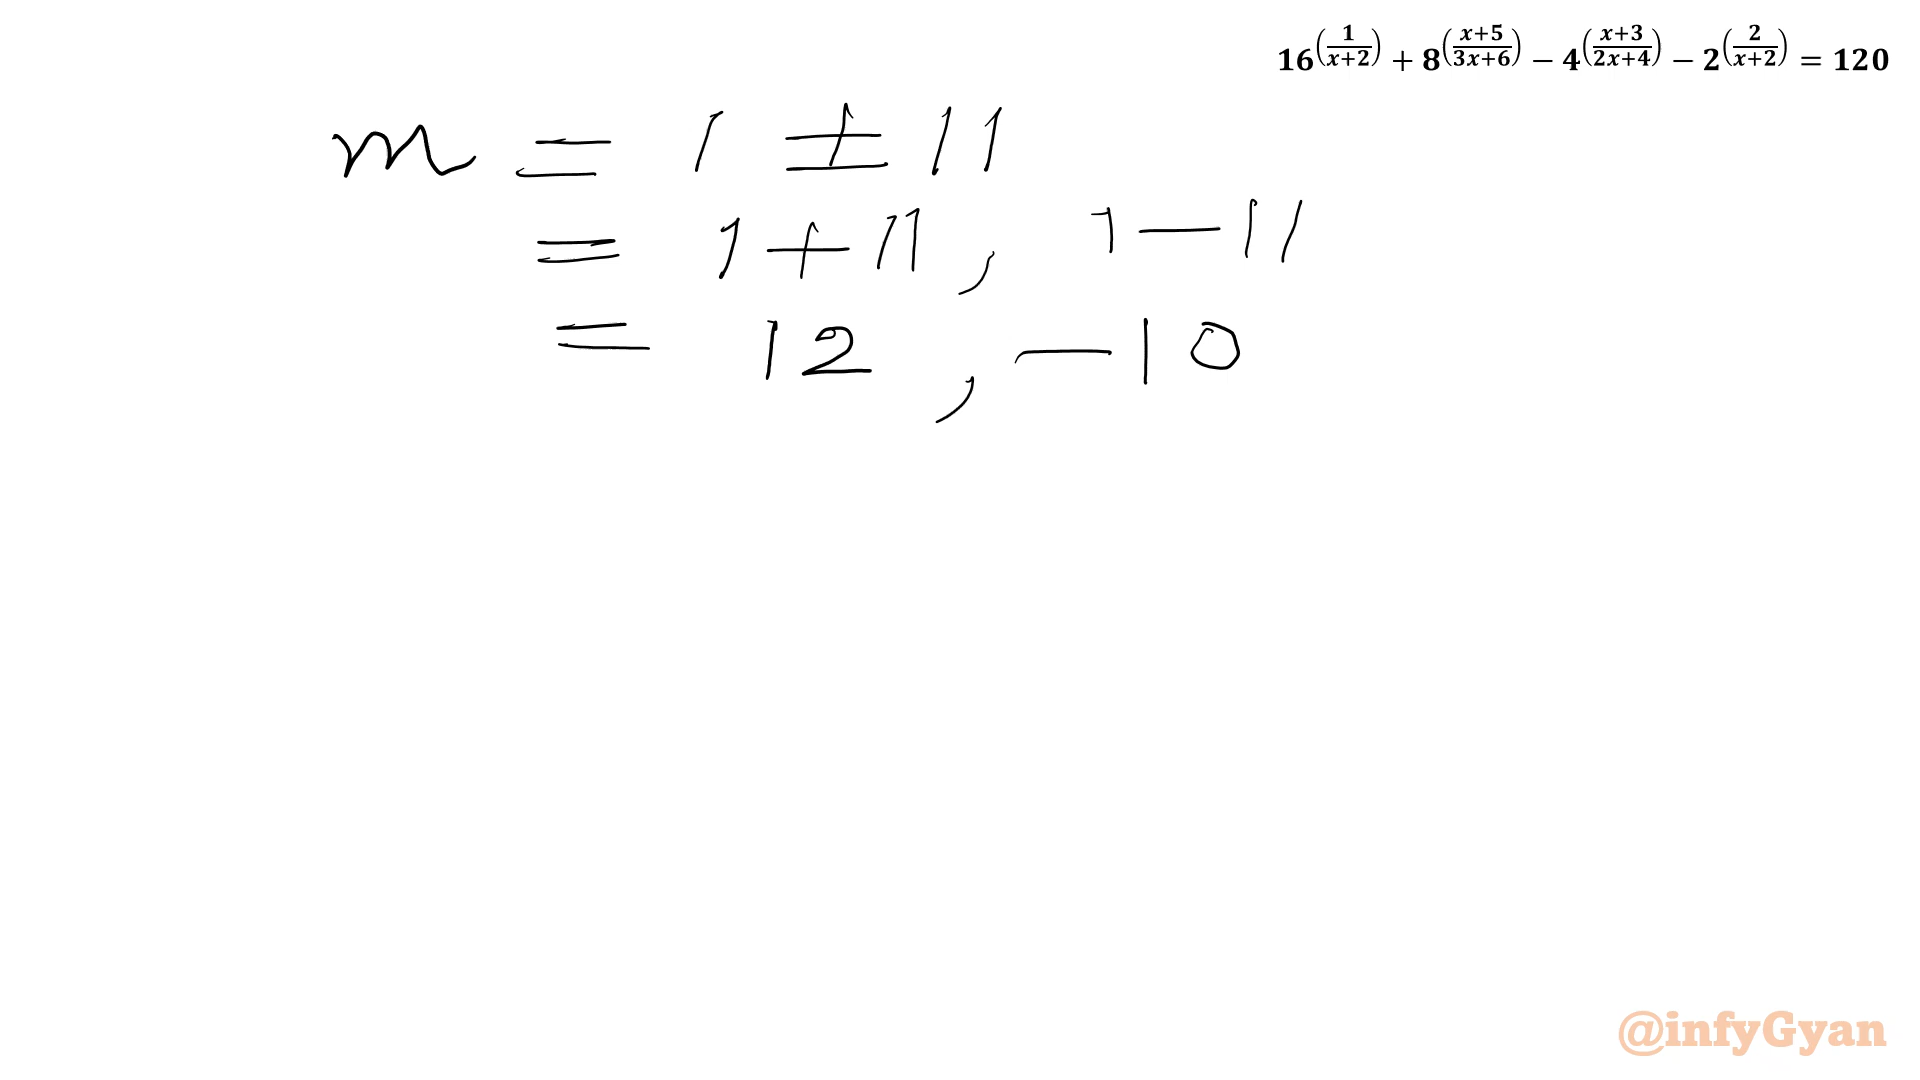 16^(1/(x+2)) + 8^((x+5)/(3x+6)) − 4^((x+3)/(2x+4)) − 2^(2/(x+2)) = 120
m = 1 ± 11
= 1 + 11 , 1 − 11
= 12 , −10
@infyGyan